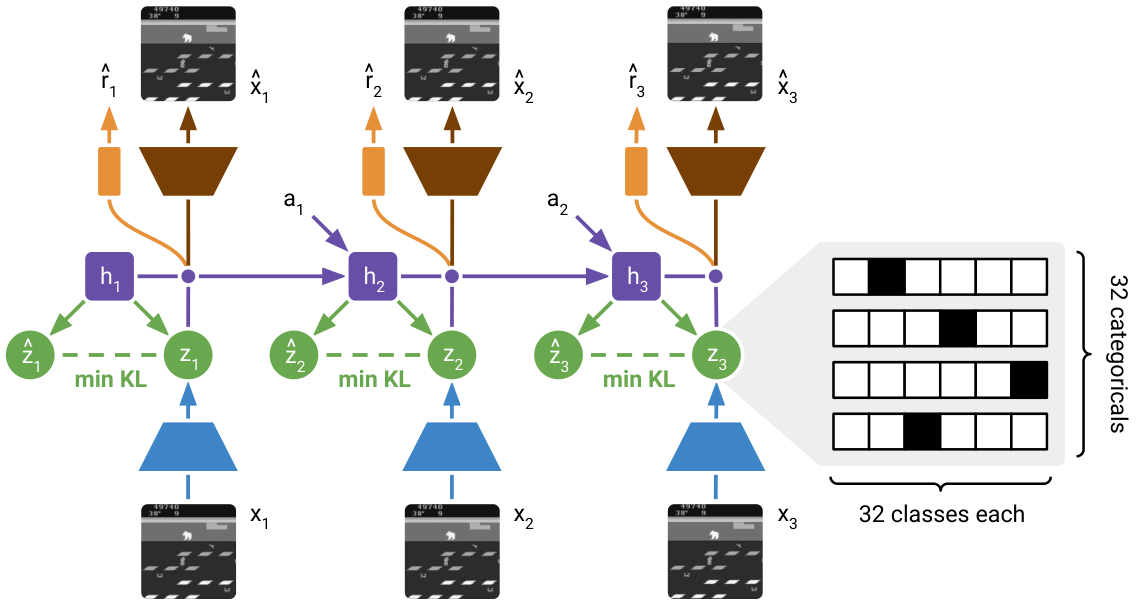 49740
38° 9
49740
38° 9
49740
38° 9
r̂1
x̂1
r̂2
x̂2
r̂3
x̂3
a1
a2
h1
h2
h3
ẑ1
z1
ẑ2
z2
ẑ3
z3
min KL
min KL
min KL
32 categoricals
32 classes each
49740
38° 9
x1
49740
38° 9
x2
49740
38° 9
x3